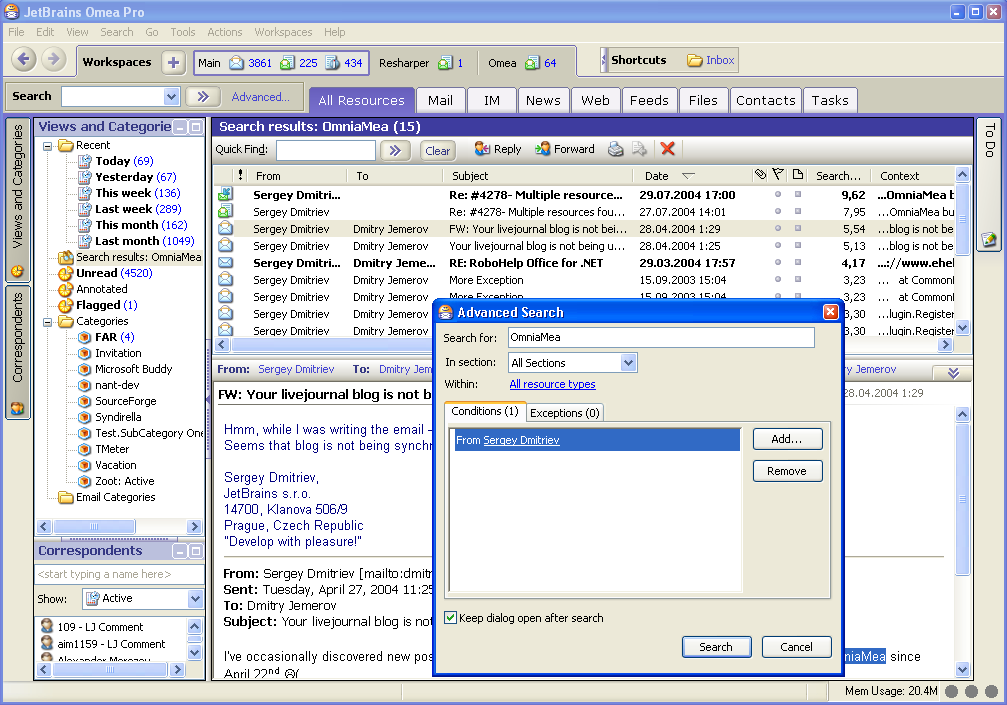 JetBrains Omea Pro
File Edit View Search Go Tools Actions Workspaces Help
Workspaces + Main 3861 225 434 Resharper 1 Omea 64 Shortcuts Inbox
Search Advanced... All Resources Mail IM News Web Feeds Files Contacts Tasks
Views and Categories
Correspondents
Views and Categorie
Recent
Today (69)
Yesterday (67)
This week (136)
Last week (289)
This month (162)
Last month (1049)
Search results: OmniaMea
Unread (4520)
Annotated
Flagged (1)
Categories
FAR (4)
Invitation
Microsoft Buddy
nant-dev
SourceForge
Syndirella
Test.SubCategory One
TMeter
Vacation
Zoot: Active
Email Categories
Correspondents
<start typing a name here>
Show: Active
109 - LJ Comment
aim1159 - LJ Comment
Search results: OmniaMea (15)
Quick Find: Clear Reply Forward
! From To Subject Date Search... Context
Sergey Dmitri... Re: #4278- Multiple resource... 29.07.2004 17:00 9,62 ...OmniaMea
Sergey Dmitriev Re: #4278- Multiple resources fou... 27.07.2004 14:01 7,95 ...OmniaMea bu
Sergey Dmitriev Dmitry Jemerov FW: Your livejournal blog is not be... 28.04.2004 1:29 5,54 ...blog is not be
Sergey Dmitriev Dmitry Jemerov Your livejournal blog is not being u... 28.04.2004 1:25 5,13 ...blog is not be
Sergey Dmitri... Dmitry Jeme... RE: RoboHelp Office for .NET 29.03.2004 17:57 4,17 ...://www.ehel
Sergey Dmitriev Dmitry Jemerov More Exception 15.09.2003 15:04 3,23 ... at Commonl
Sergey Dmitriev Dmitry Jemerov More Exception 15.09.2003 15:04 3,23 ... at Commonl
Sergey Dmitriev Dmitry Jemerov 3,30 ...lugin.Register
Sergey Dmitriev Dmitry Jemerov 3,30 ...lugin.Register
From: Sergey Dmitriev To: Dmitry Jem y Jemerov
FW: Your livejournal blog is not b 28.04.2004 1:29
Hmm, while I was writing the email -
Seems that blog is not being synchr
Sergey Dmitriev,
JetBrains s.r.o.
14700, Klanova 506/9
Prague, Czech Republic
"Develop with pleasure!"
From: Sergey Dmitriev [mailto:dmitr
Sent: Tuesday, April 27, 2004 11:25
To: Dmitry Jemerov
Subject: Your livejournal blog is not
I've occasionally discovered new pos niaMea since
April 22nd
Advanced Search
Search for: OmniaMea
In section: All Sections
Within: All resource types
Conditions (1) Exceptions (0)
From Sergey Dmitriev
Add...
Remove
Keep dialog open after search
Search Cancel
To Do
Mem Usage: 20.4M